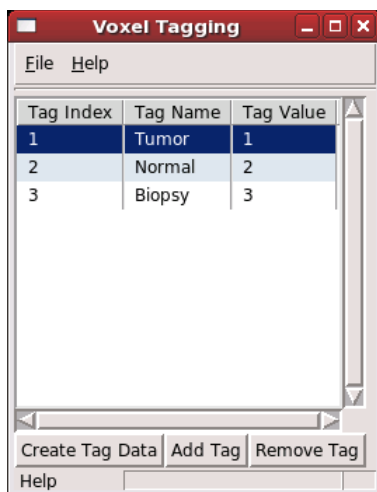 Voxel Tagging
File Help
Tag Index Tag Name Tag Value
1 Tumor 1
2 Normal 2
3 Biopsy 3
Create Tag Data Add Tag Remove Tag
Help